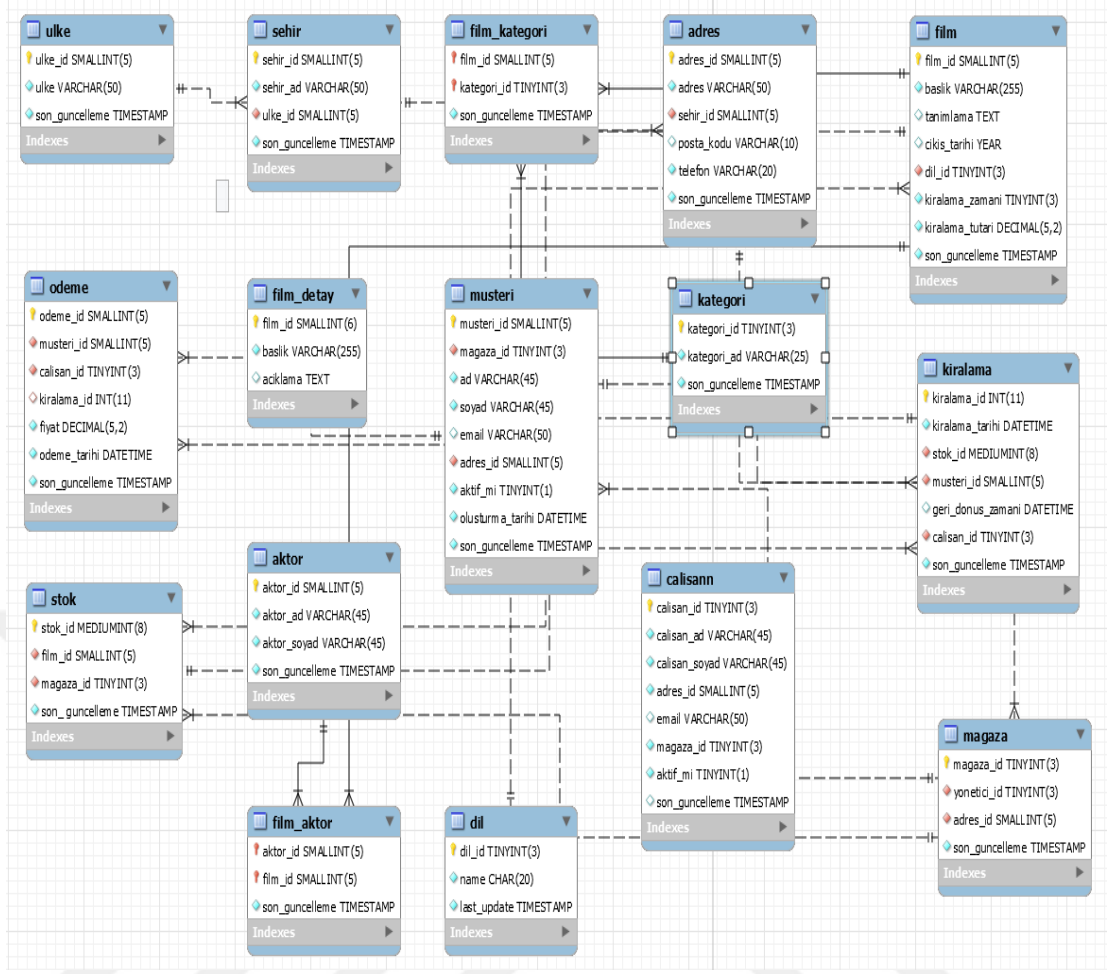 ulke
ulke_id SMALLINT(5)
ulke VARCHAR(50)
son_guncelleme TIMESTAMP
Indexes
sehir
sehir_id SMALLINT(5)
sehir_ad VARCHAR(50)
ulke_id SMALLINT(5)
son_guncelleme TIMESTAMP
Indexes
film_kategori
film_id SMALLINT(5)
kategori_id TINYINT(3)
son_guncelleme TIMESTAMP
Indexes
adres
adres_id SMALLINT(5)
adres VARCHAR(50)
sehir_id SMALLINT(5)
posta_kodu VARCHAR(10)
telefon VARCHAR(20)
son_guncelleme TIMESTAMP
Indexes
film
film_id SMALLINT(5)
baslik VARCHAR(255)
tanimlama TEXT
cikis_tarihi YEAR
dil_id TINYINT(3)
kiralama_zamani TINYINT(3)
kiralama_tutari DECIMAL(5,2)
son_guncelleme TIMESTAMP
Indexes
odeme
odeme_id SMALLINT(5)
musteri_id SMALLINT(5)
calisan_id TINYINT(3)
kiralama_id INT(11)
fiyat DECIMAL(5,2)
odeme_tarihi DATETIME
son_guncelleme TIMESTAMP
Indexes
film_detay
film_id SMALLINT(6)
baslik VARCHAR(255)
aciklama TEXT
Indexes
musteri
musteri_id SMALLINT(5)
magaza_id TINYINT(3)
ad VARCHAR(45)
soyad VARCHAR(45)
email VARCHAR(50)
adres_id SMALLINT(5)
aktif_mi TINYINT(1)
olusturma_tarihi DATETIME
son_guncelleme TIMESTAMP
Indexes
kategori
kategori_id TINYINT(3)
kategori_ad VARCHAR(25)
son_guncelleme TIMESTAMP
Indexes
kiralama
kiralama_id INT(11)
kiralama_tarihi DATETIME
stok_id MEDIUMINT(8)
musteri_id SMALLINT(5)
geri_donus_zamani DATETIME
calisan_id TINYINT(3)
son_guncelleme TIMESTAMP
Indexes
stok
stok_id MEDIUMINT(8)
film_id SMALLINT(5)
magaza_id TINYINT(3)
son_ guncelleme TIMESTAMP
Indexes
aktor
aktor_id SMALLINT(5)
aktor_ad VARCHAR(45)
aktor_soyad VARCHAR(45)
son_guncelleme TIMESTAMP
Indexes
calisann
calisan_id TINYINT(3)
calisan_ad VARCHAR(45)
calisan_soyad VARCHAR(45)
adres_id SMALLINT(5)
email VARCHAR(50)
magaza_id TINYINT(3)
aktif_mi TINYINT(1)
son_guncelleme TIMESTAMP
Indexes
magaza
magaza_id TINYINT(3)
yonetici_id TINYINT(3)
adres_id SMALLINT(5)
son_guncelleme TIMESTAMP
Indexes
film_aktor
aktor_id SMALLINT(5)
film_id SMALLINT(5)
son_guncelleme TIMESTAMP
Indexes
dil
dil_id TINYINT(3)
name CHAR(20)
last_update TIMESTAMP
Indexes